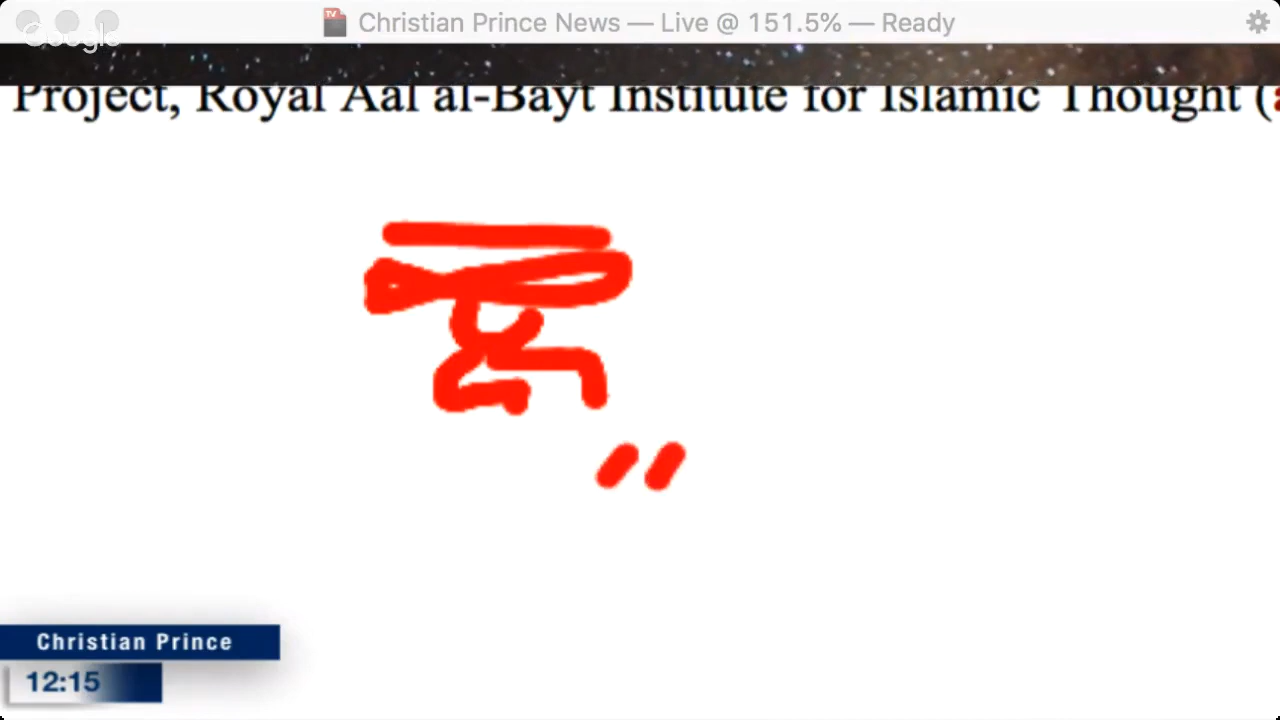 Google
Christian Prince News — Live @ 151.5% — Ready
Project, Royal Aal al-Bayt Institute for Islamic Thought (
Christian Prince
12:15